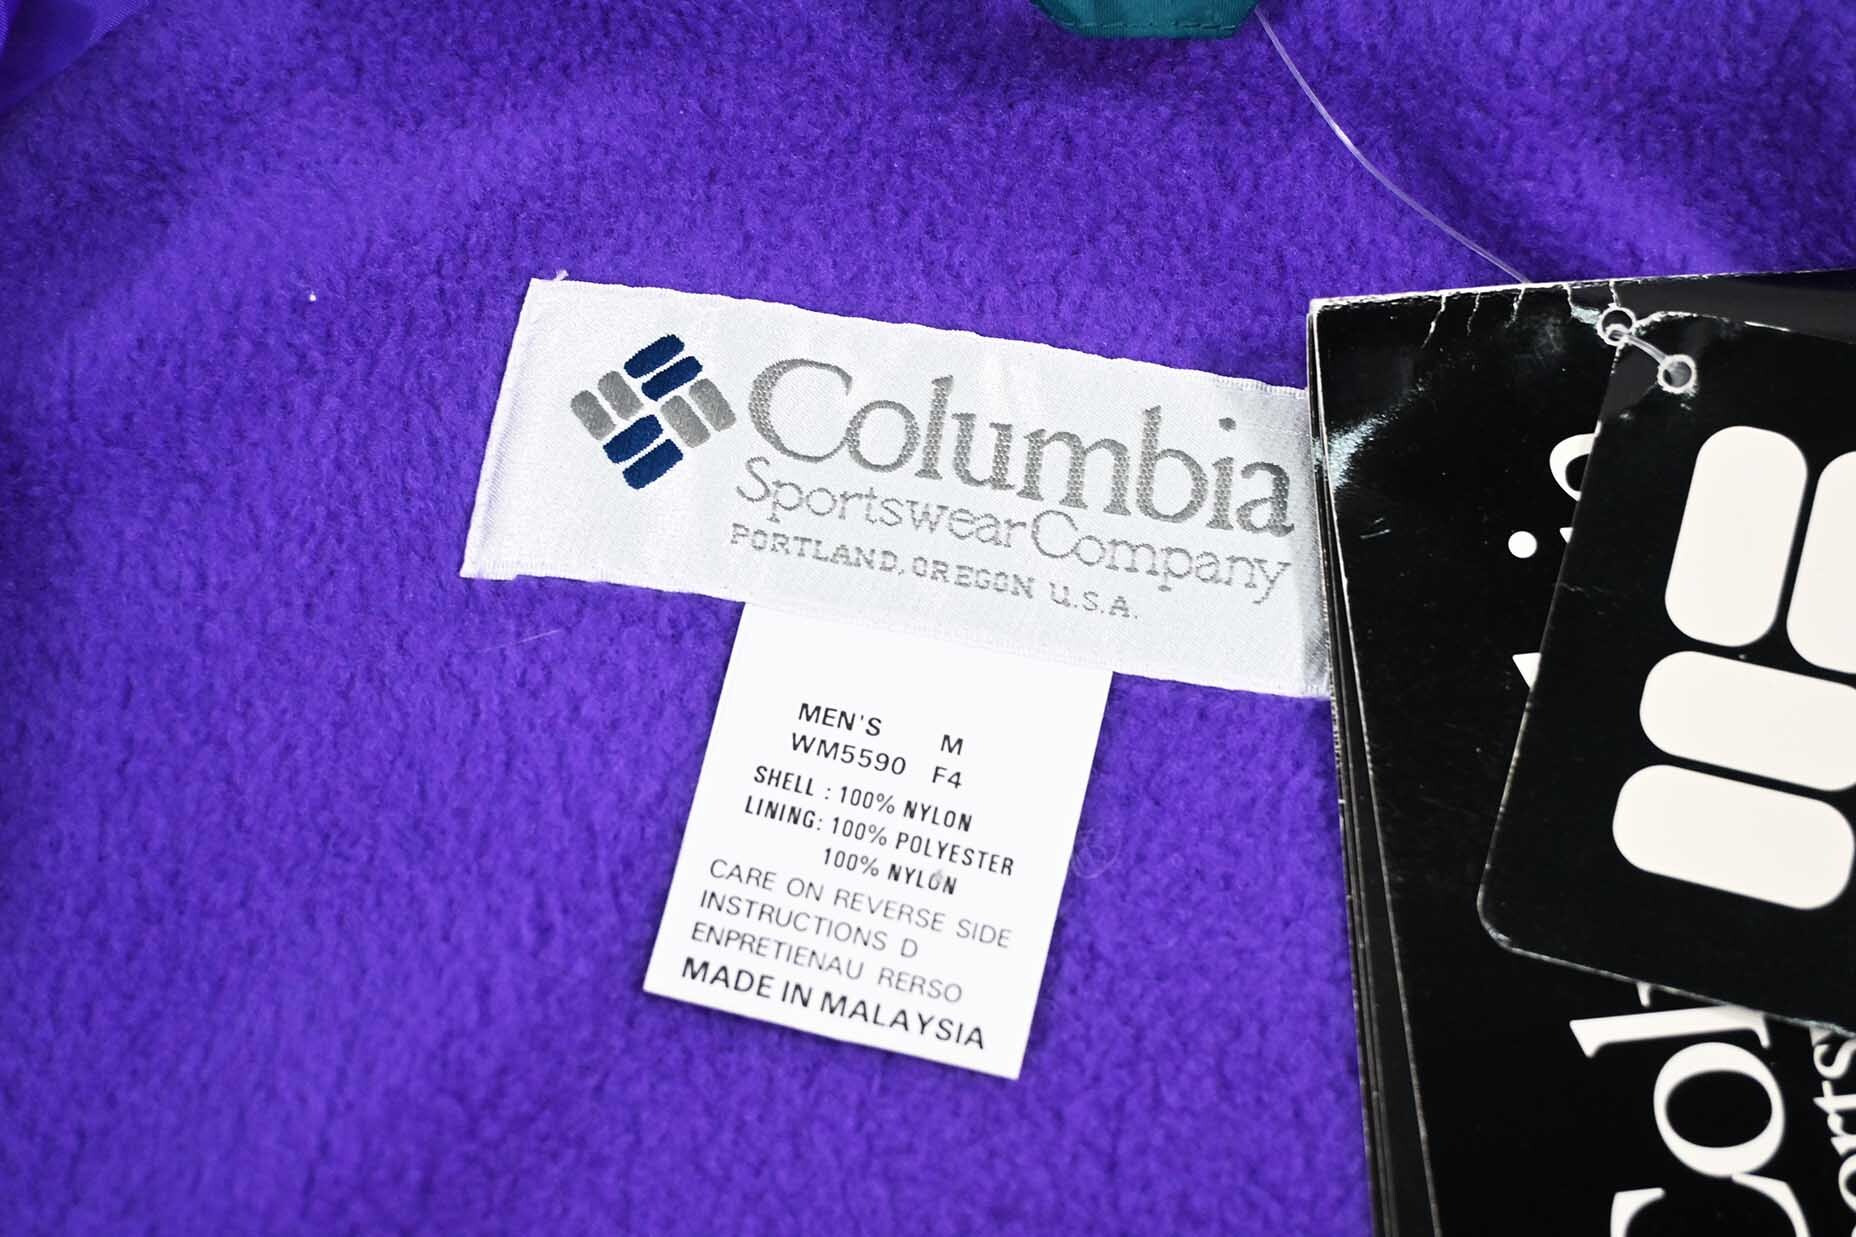 Columbia
Sportswear Company
PORTLAND, OREGON U.S.A.
MEN'S M
WM5590 F4
SHELL : 100% NYLON
LINING: 100% POLYESTER
100% NYLON
CARE ON REVERSE SIDE
INSTRUCTIONS D
ENPRETIENAU RERSO
MADE IN MALAYSIA